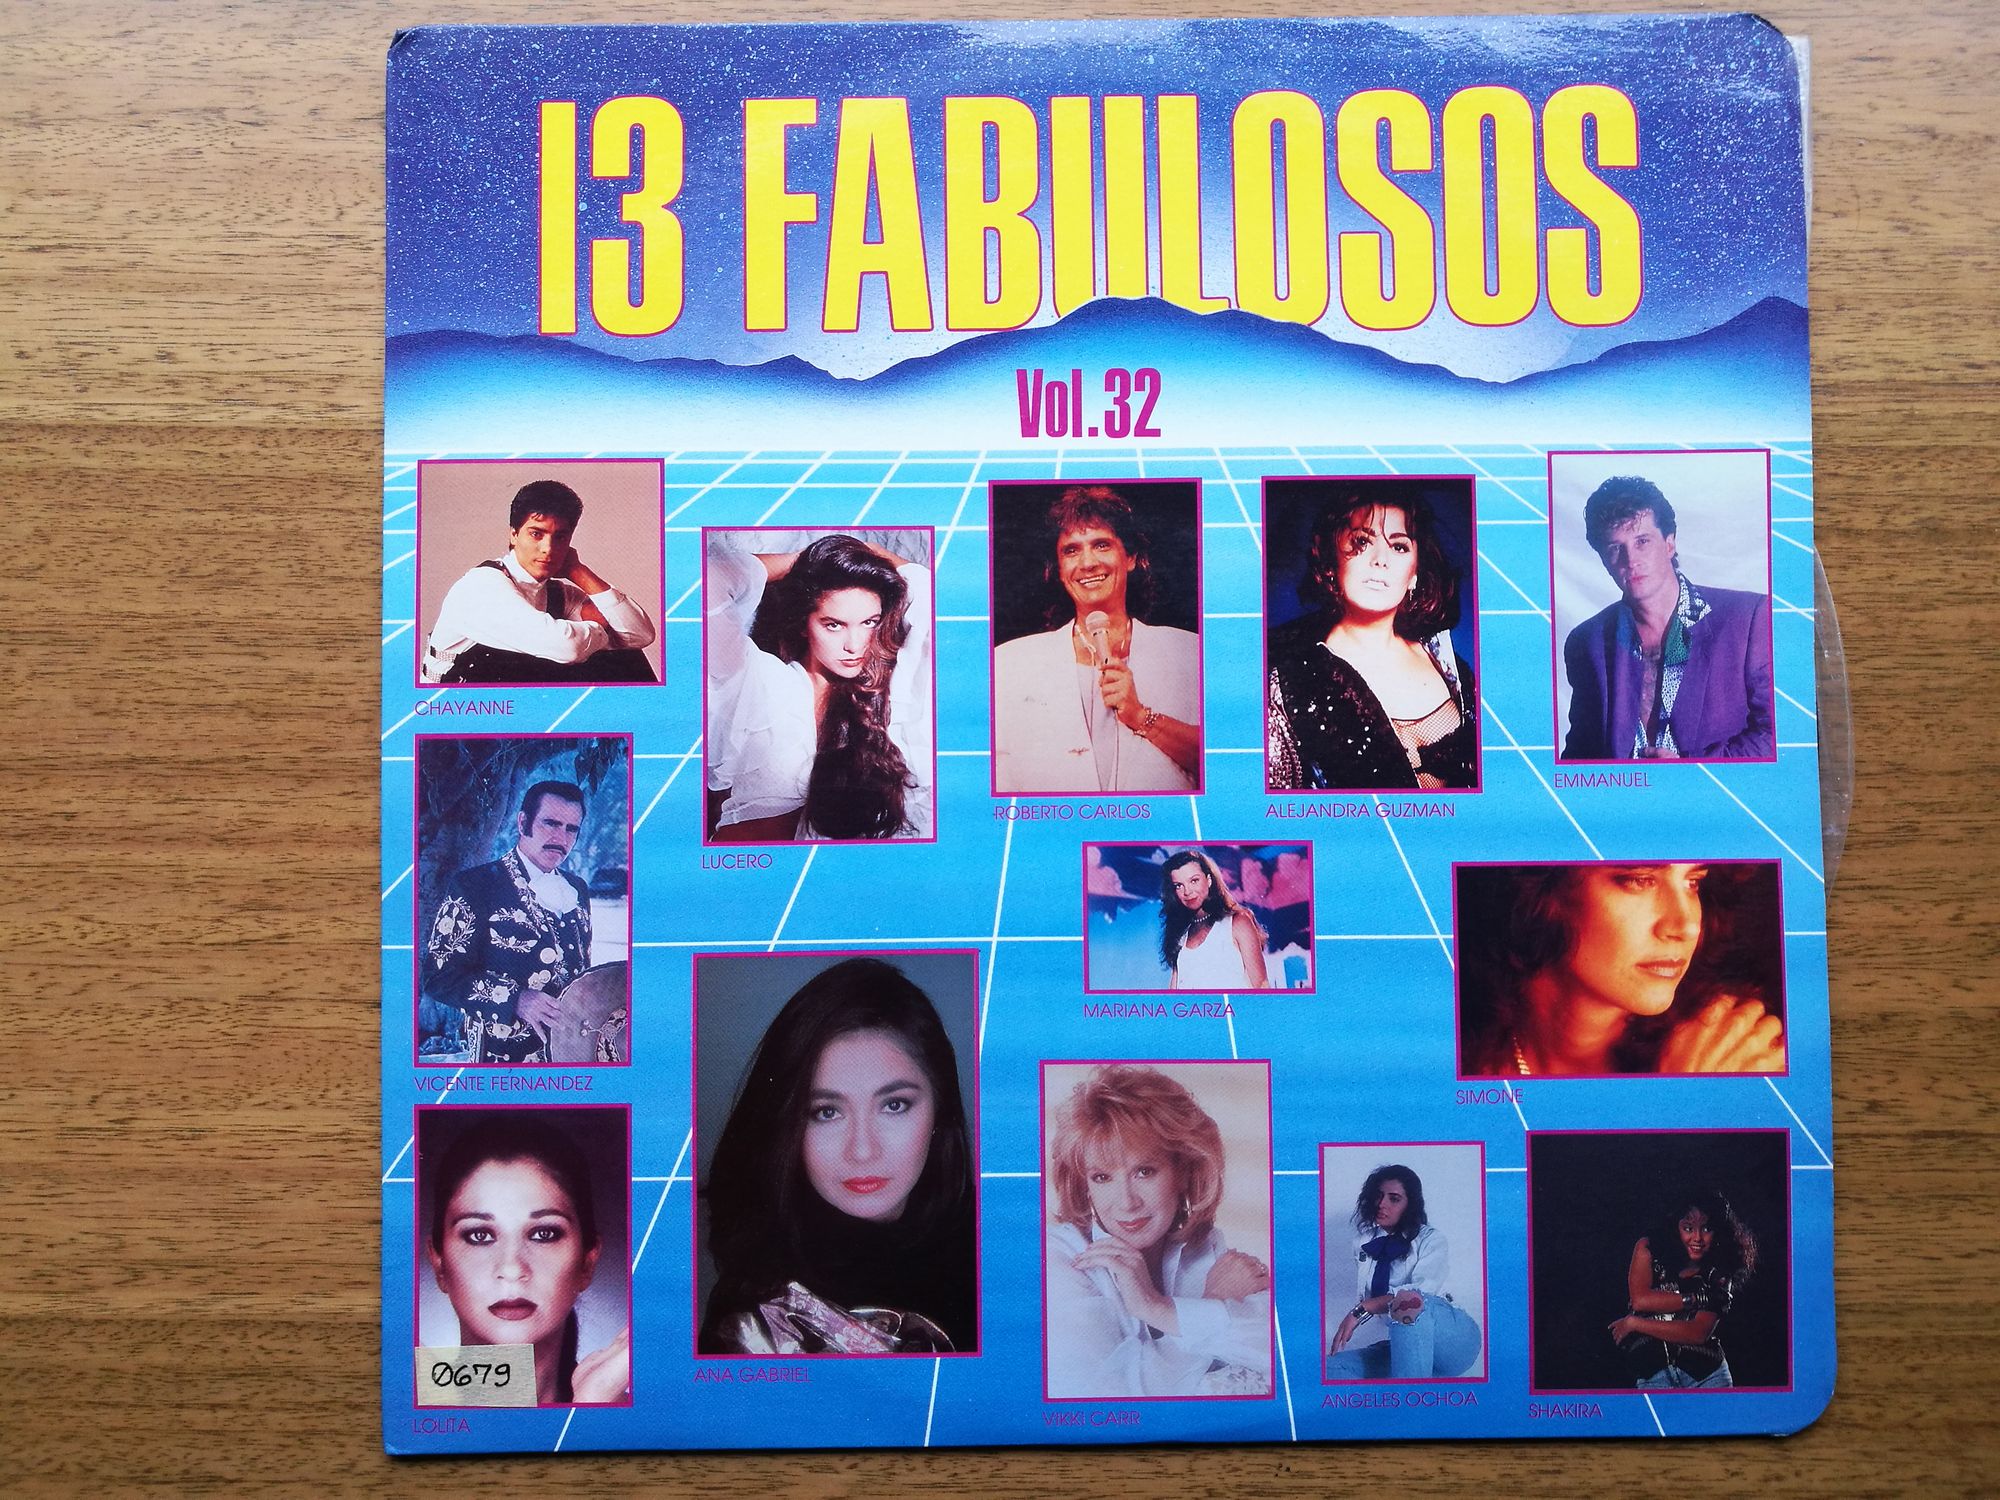 13 FABULOSOS
Vol.32
CHAYANNE
LUCERO
ROBERTO CARLOS
ALEJANDRA GUZMAN
EMMANUEL
VICENTE FERNANDEZ
MARIANA GARZA
SIMONE
LOLITA
ANA GABRIEL
VIKKI CARR
ANGELES OCHOA
SHAKIRA
0679